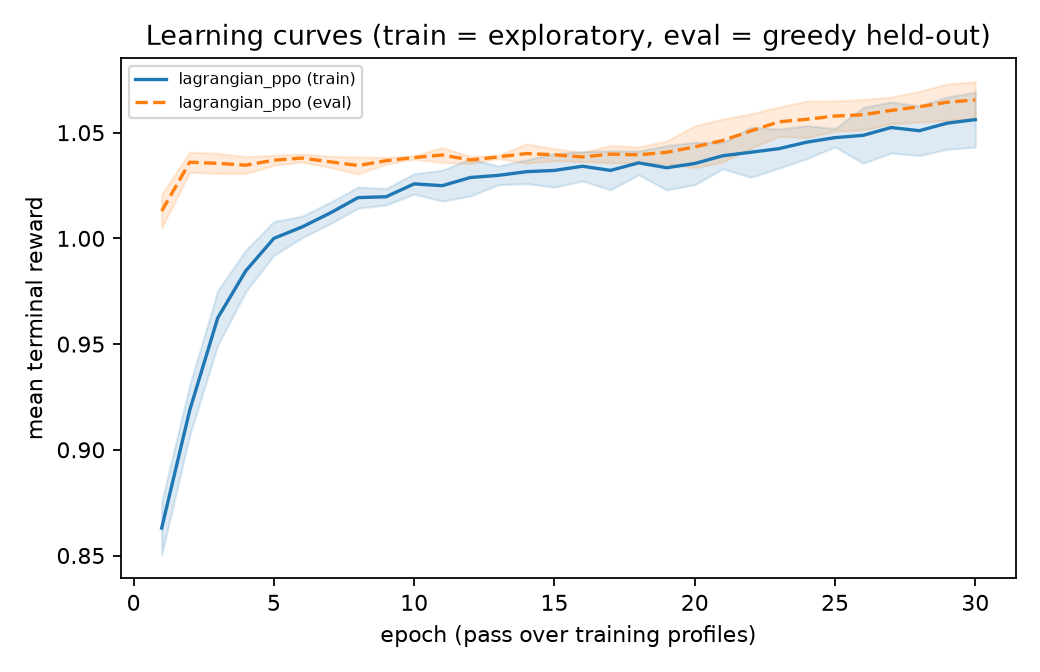 Learning curves (train = exploratory, eval = greedy held-out)
lagrangian_ppo (train)
lagrangian_ppo (eval)
mean terminal reward
1.05
1.00
0.95
0.90
0.85
0 5 10 15 20 25 30
epoch (pass over training profiles)